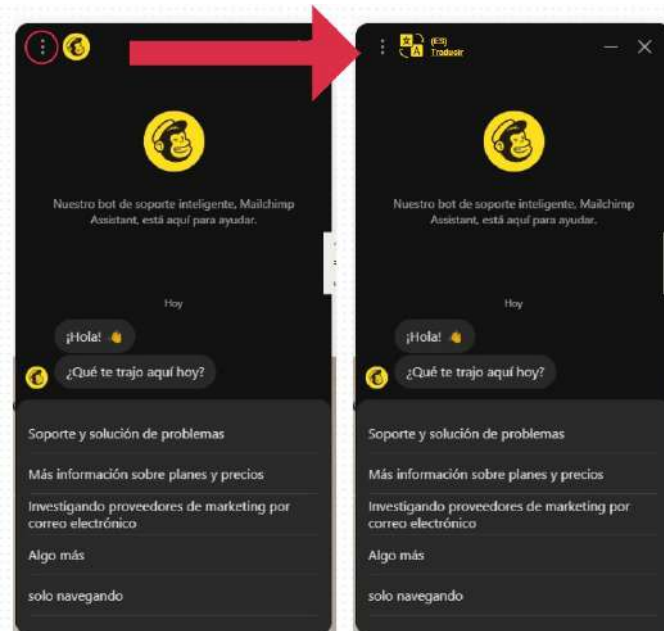 Nuestro bot de soporte inteligente, Mailchimp
Assistant, está aquí para ayudar.
Hoy
¡Hola! 👋
¿Qué te trajo aquí hoy?
Soporte y solución de problemas
Más información sobre planes y precios
Investigando proveedores de marketing por
correo electrónico
Algo más
solo navegando
(ES)
Traducir
Nuestro bot de soporte inteligente, Mailchimp
Assistant, está aquí para ayudar.
Hoy
¡Hola! 👋
¿Qué te trajo aquí hoy?
Soporte y solución de problemas
Más información sobre planes y precios
Investigando proveedores de marketing por
correo electrónico
Algo más
solo navegando